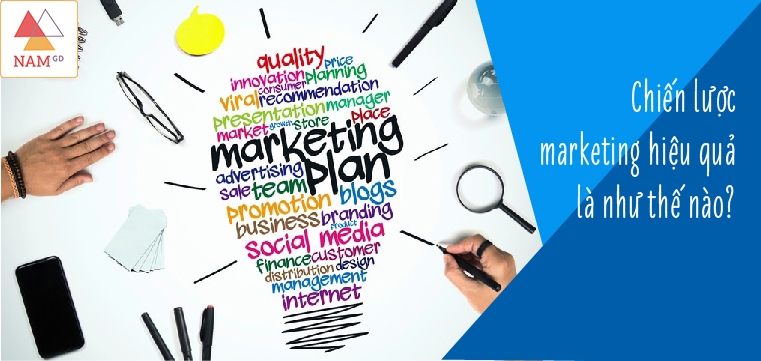 NAM GD
quality
price
innovation planning
consumer
viral recommendation
presentation manager
market growth store place
marketing
plan
advertising
sale team
promotion blogs
business branding
product
social media
finance customer
distribution design
management
internet
Chiến lược
marketing hiệu quả
là như thế nào?